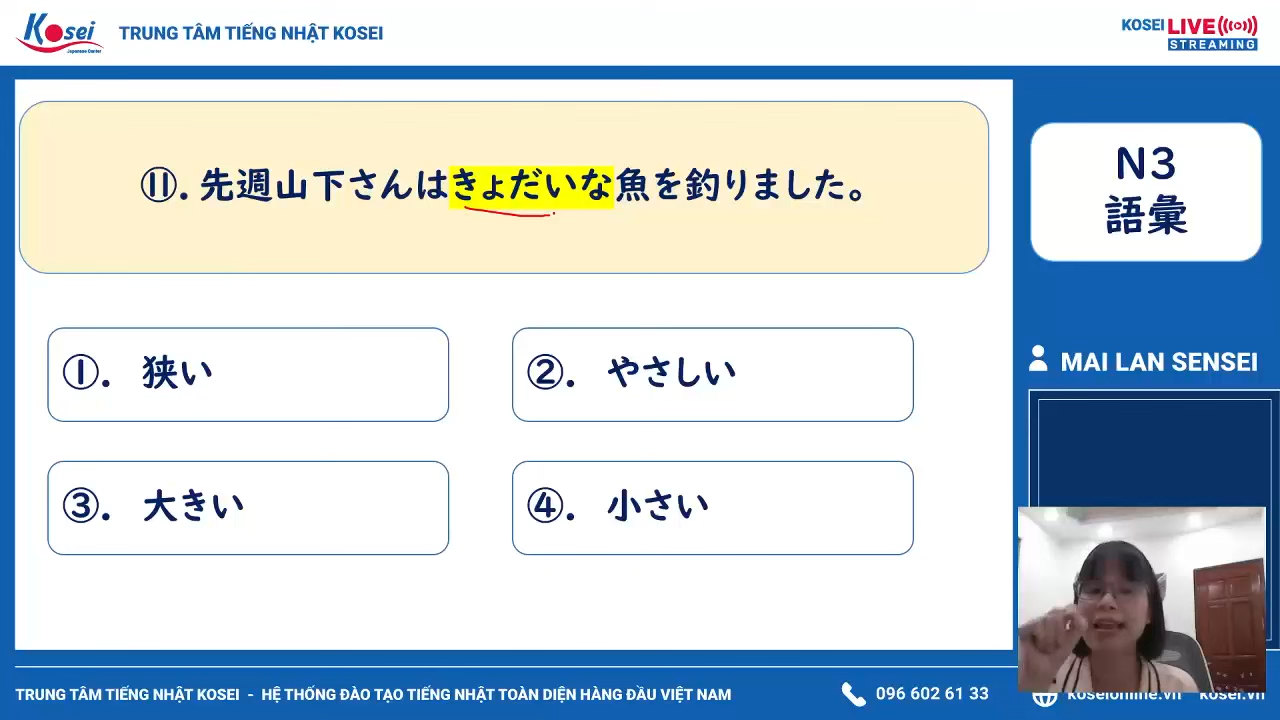 Kosei
Japanese Center
TRUNG TÂM TIẾNG NHẬT KOSEI
KOSEI LIVE
STREAMING
⑪. 先週山下さんはきょだいな魚を釣りました。
N3
語彙
①. 狭い
②. やさしい
③. 大きい
④. 小さい
MAI LAN SENSEI
TRUNG TÂM TIẾNG NHẬT KOSEI - HỆ THỐNG ĐÀO TẠO TIẾNG NHẬT TOÀN DIỆN HÀNG ĐẦU VIỆT NAM
096 602 61 33
koseionline.vn
kosei.vn